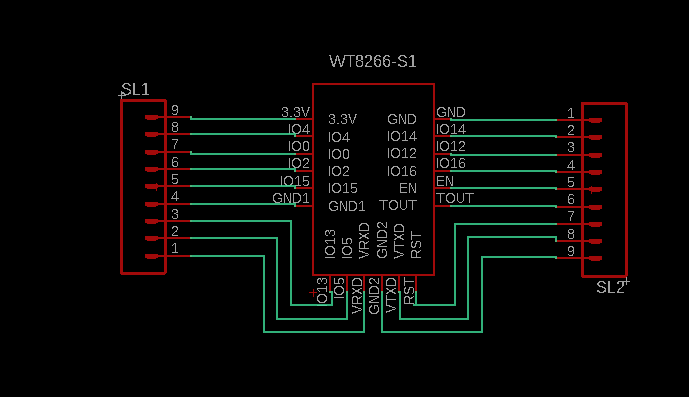 WT8266-S1
SL1
9 3.3V 3.3V GND GND 1
8 IO4 IO4 IO14 IO14 2
7 IO0 IO0 IO12 IO12 3
6 IO2 IO2 IO16 IO16 4
5 IO15 IO15 EN EN 5
4 GND1 GND1 TOUT TOUT 6
3 7
2 8
1 9
IO13 IO5 VRXD GND2 VTXD RST
IO13 IO5 VRXD GND2 VTXD RST
SL2